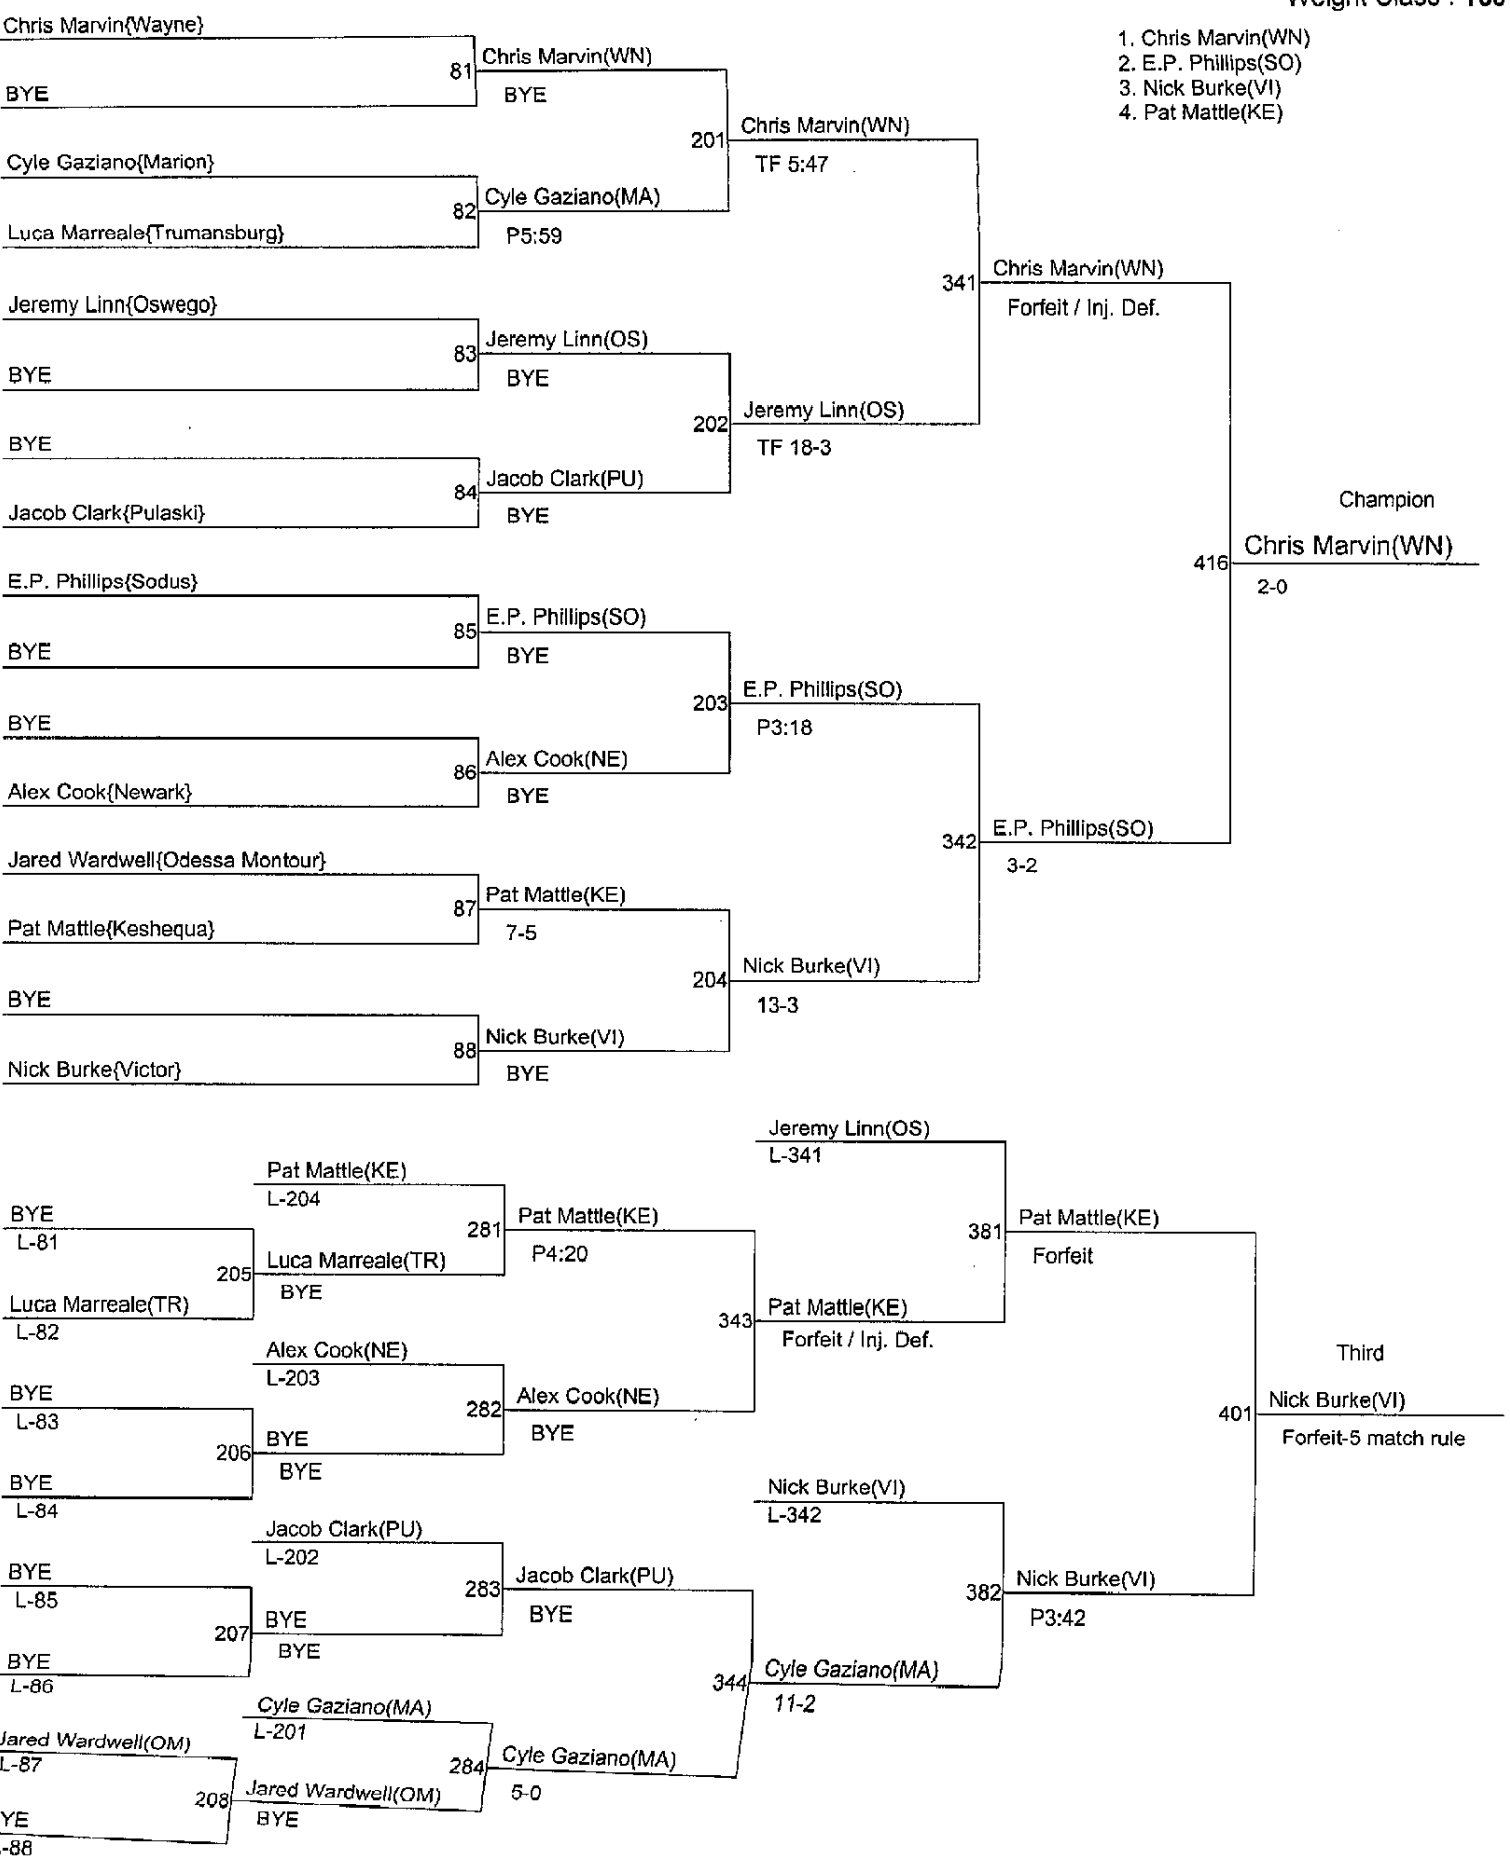 Weight Class :
1. Chris Marvin(WN)
2. E.P. Phillips(SO)
3. Nick Burke(VI)
4. Pat Mattle(KE)
Chris Marvin{Wayne}
81
Chris Marvin(WN)
BYE
BYE
201
Chris Marvin(WN)
TF 5:47
Cyle Gaziano{Marion}
82
Cyle Gaziano(MA)
P5:59
Luca Marreale{Trumansburg}
341
Chris Marvin(WN)
Forfeit / Inj. Def.
Jeremy Linn{Oswego}
83
Jeremy Linn(OS)
BYE
BYE
202
Jeremy Linn(OS)
TF 18-3
BYE
84
Jacob Clark(PU)
BYE
Jacob Clark{Pulaski}
Champion
416
Chris Marvin(WN)
2-0
E.P. Phillips{Sodus}
85
E.P. Phillips(SO)
BYE
BYE
203
E.P. Phillips(SO)
P3:18
BYE
86
Alex Cook(NE)
BYE
Alex Cook{Newark}
342
E.P. Phillips(SO)
3-2
Jared Wardwell{Odessa Montour}
87
Pat Mattle(KE)
7-5
Pat Mattle{Keshequa}
204
Nick Burke(VI)
13-3
BYE
88
Nick Burke(VI)
BYE
Nick Burke{Victor}
Jeremy Linn(OS)
L-341
Pat Mattle(KE)
L-204
BYE
L-81
281
Pat Mattle(KE)
P4:20
381
Pat Mattle(KE)
Forfeit
205
Luca Marreale(TR)
BYE
Luca Marreale(TR)
L-82
343
Pat Mattle(KE)
Forfeit / Inj. Def.
Alex Cook(NE)
L-203
Third
BYE
L-83
282
Alex Cook(NE)
BYE
401
Nick Burke(VI)
Forfeit-5 match rule
206
BYE
BYE
BYE
L-84
Nick Burke(VI)
L-342
Jacob Clark(PU)
L-202
BYE
L-85
283
Jacob Clark(PU)
BYE
382
Nick Burke(VI)
P3:42
207
BYE
BYE
BYE
L-86
344
Cyle Gaziano(MA)
11-2
Cyle Gaziano(MA)
L-201
Jared Wardwell(OM)
L-87
284
Cyle Gaziano(MA)
5-0
208
Jared Wardwell(OM)
BYE
YE
-88